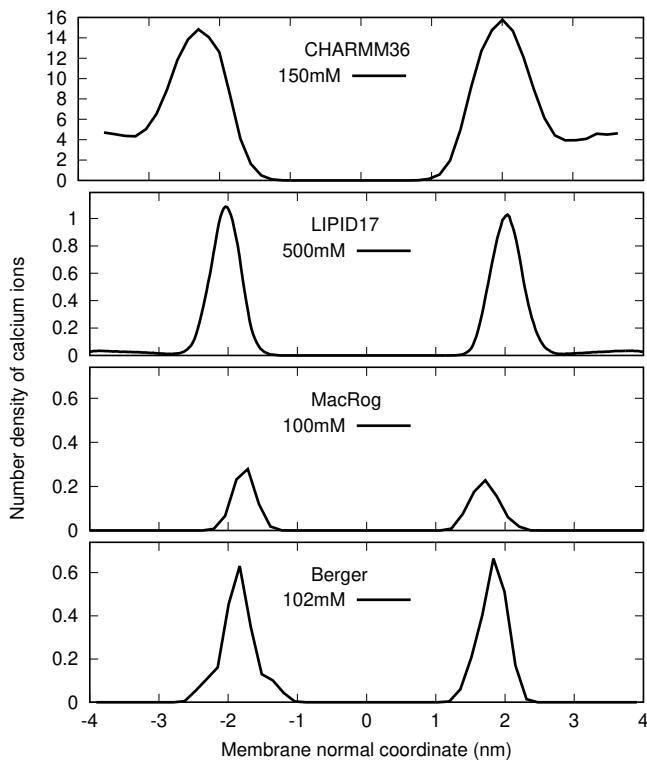 Number density of calcium ions
16
14
12
10
8
6
4
2
0
CHARMM36
150mM
1
0.8
0.6
0.4
0.2
0
LIPID17
500mM
0.6
0.4
0.2
0
MacRog
100mM
0.6
0.4
0.2
0
Berger
102mM
-4 -3 -2 -1 0 1 2 3 4
Membrane normal coordinate (nm)